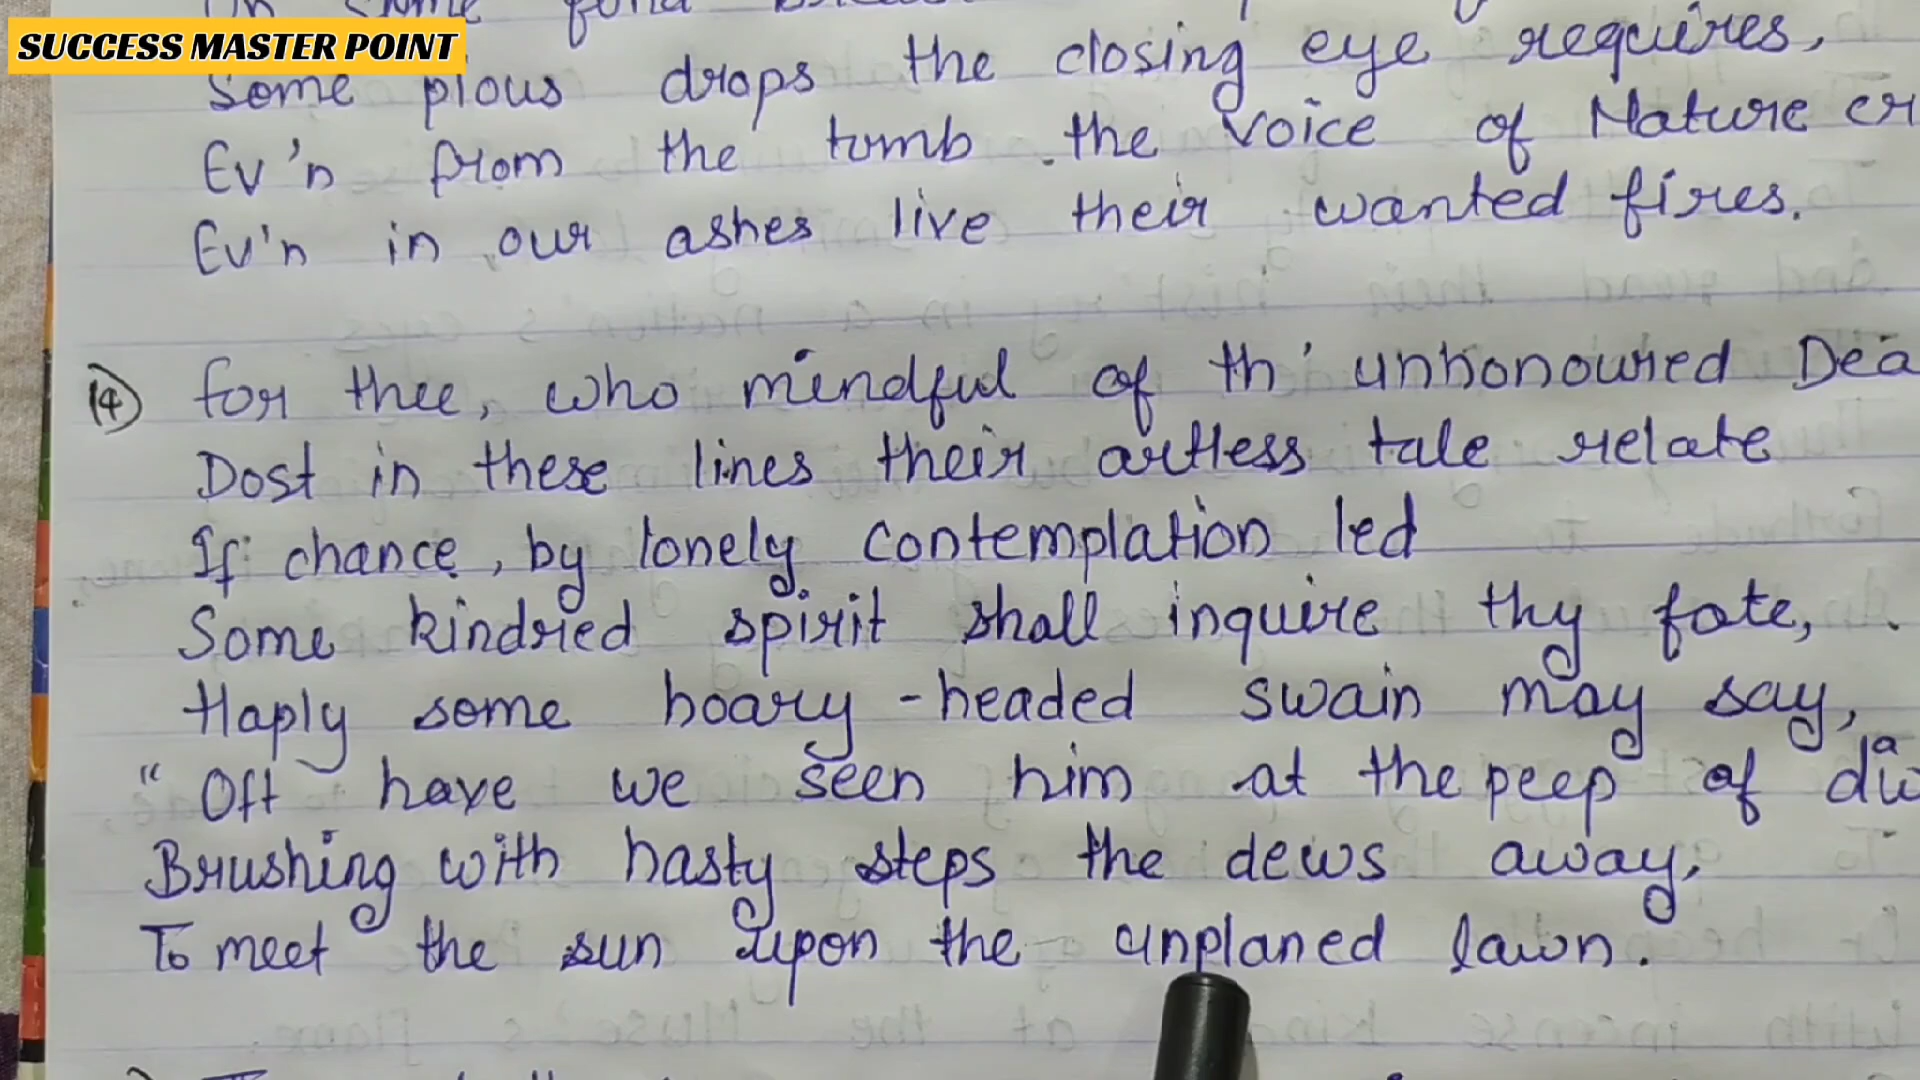 SUCCESS MASTER POINT
Some pious drops the closing eye requires,
Ev'n from the tomb the voice of Nature cr
Ev'n in our ashes live their wanted fires.
14 for thee, who mindful of th' unhonoured Dea
Dost in these lines their artless tale relate
If chance, by lonely contemplation led
Some kindred spirit shall inquire thy fate,
Haply some hoary-headed swain may say,
"Oft have we seen him at the peep of
Brushing with hasty steps the dews away,
To meet the sun upon the unplaned lawn.